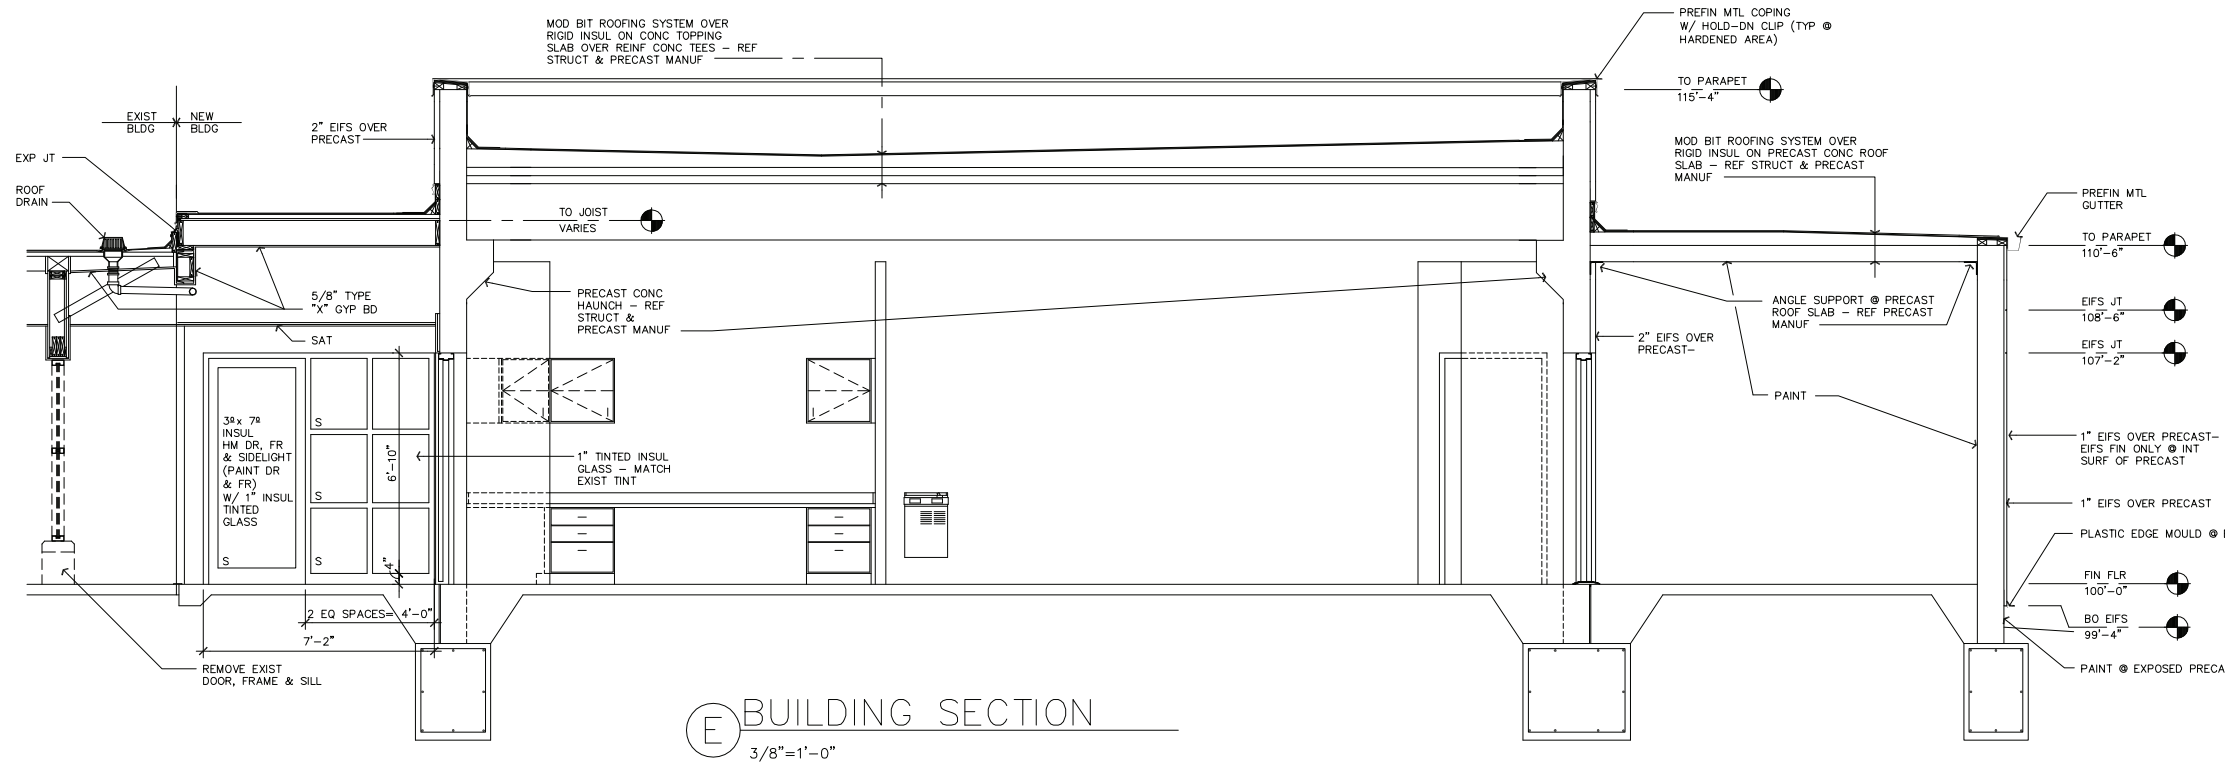 MOD BIT ROOFING SYSTEM OVER
RIGID INSUL ON CONC TOPPING
SLAB OVER REINF CONC TEES – REF
STRUCT & PRECAST MANUF
PREFIN MTL COPING
W/ HOLD-DN CLIP (TYP @
HARDENED AREA)
TO PARAPET
115'-4"
EXIST
BLDG
NEW
BLDG
2" EIFS OVER
PRECAST
EXP JT
ROOF
DRAIN
MOD BIT ROOFING SYSTEM OVER
RIGID INSUL ON PRECAST CONC ROOF
SLAB – REF STRUCT & PRECAST
MANUF
PREFIN MTL
GUTTER
TO JOIST
VARIES
TO PARAPET
110'-6"
5/8" TYPE
"X" GYP BD
SAT
PRECAST CONC
HAUNCH – REF
STRUCT &
PRECAST MANUF
ANGLE SUPPORT @ PRECAST
ROOF SLAB – REF PRECAST
MANUF
EIFS JT
108'-6"
2" EIFS OVER
PRECAST-
EIFS JT
107'-2"
PAINT
3º x 7º
INSUL
HM DR, FR
& SIDELIGHT
(PAINT DR
& FR)
W/ 1" INSUL
TINTED
GLASS
S
S
S
S
6'-10"
4"
1" TINTED INSUL
GLASS – MATCH
EXIST TINT
1" EIFS OVER PRECAST-
EIFS FIN ONLY @ INT
SURF OF PRECAST
1" EIFS OVER PRECAST
PLASTIC EDGE MOULD @
FIN FLR
100'-0"
BO EIFS
99'-4"
2 EQ SPACES= 4'-0"
7'-2"
REMOVE EXIST
DOOR, FRAME & SILL
PAINT @ EXPOSED PRECA
E
BUILDING SECTION
3/8"=1'-0"